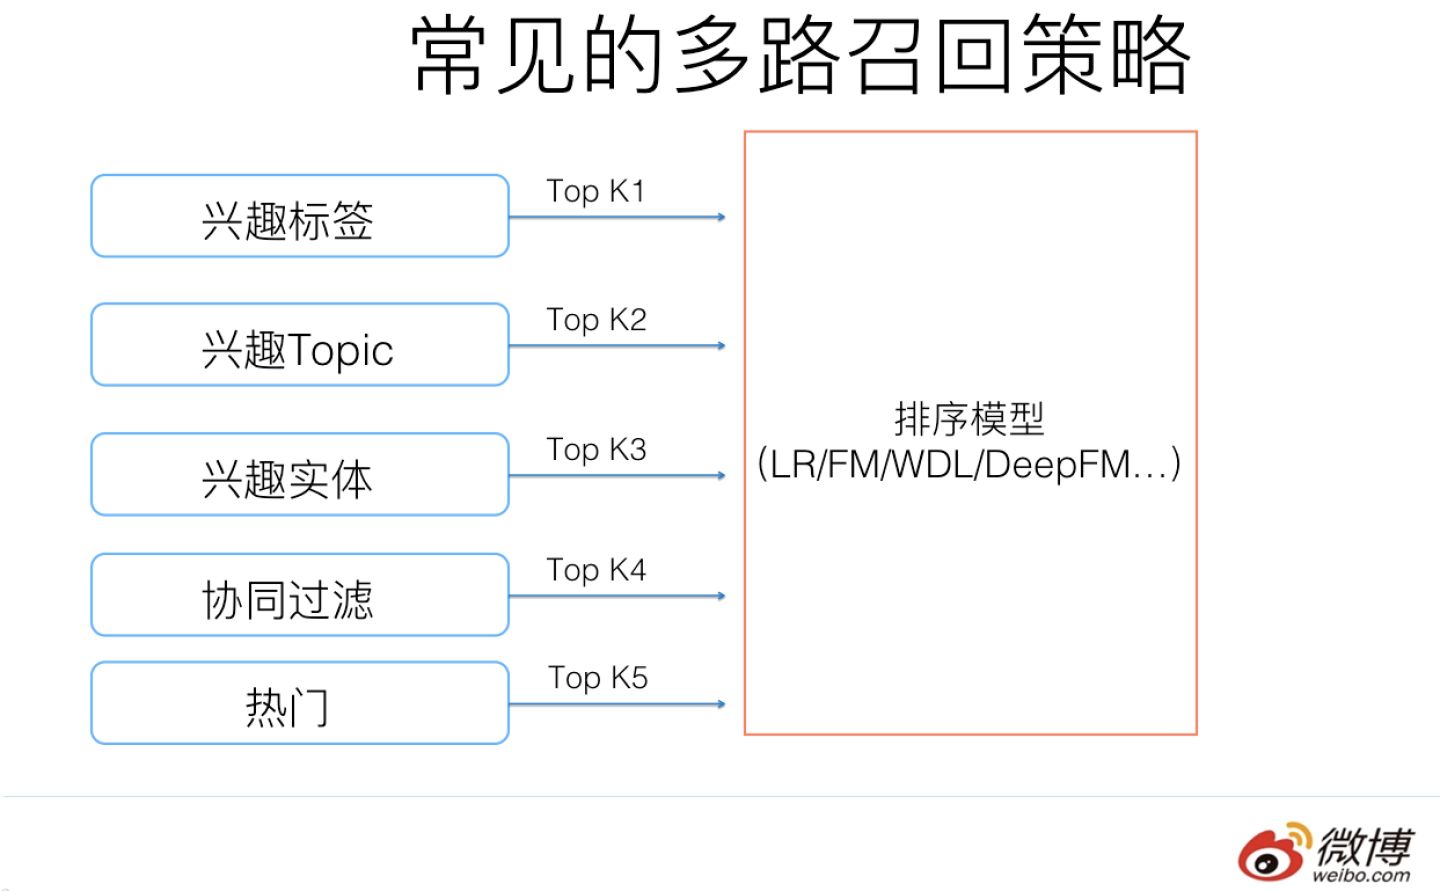 常见的多路召回策略
兴趣标签
Top K1
兴趣Topic
Top K2
兴趣实体
Top K3
协同过滤
Top K4
热门
Top K5
排序模型
(LR/FM/WDL/DeepFM...)
微博
weibo.com